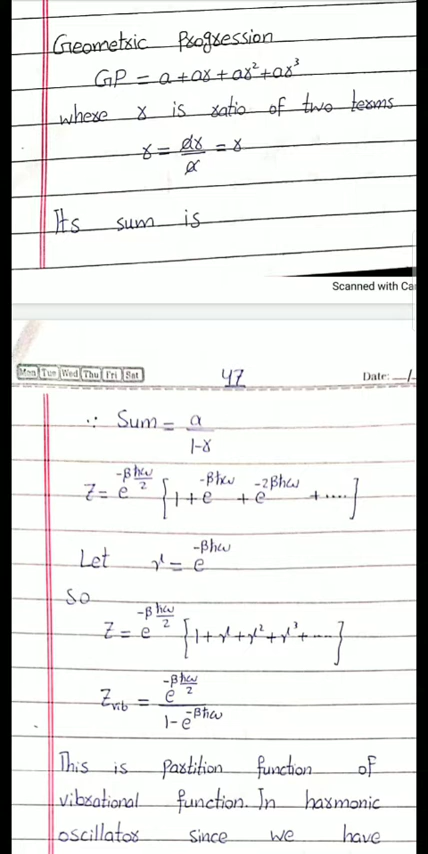 Geometric Progression
GP = a + ar + ar² + ar³
where r is ratio of two terms
r = ar/a = r
Its sum is
Scanned with Ca
Mon Tue Wed Thu Fri Sat 47 Date: __/
∵ Sum = a/(1-r)
Z = e^(-βħω/2) {1 + e^(-βħω) + e^(-2βħω) + ....]
Let r' = e^(-βħω)
So
Z = e^(-βħω/2) {1 + r' + r'² + r'³ + ....}
Z_vib = e^(-βħω/2) / (1 - e^(-βħω))
This is Partition function of
vibrational function. In harmonic
oscillator since we have